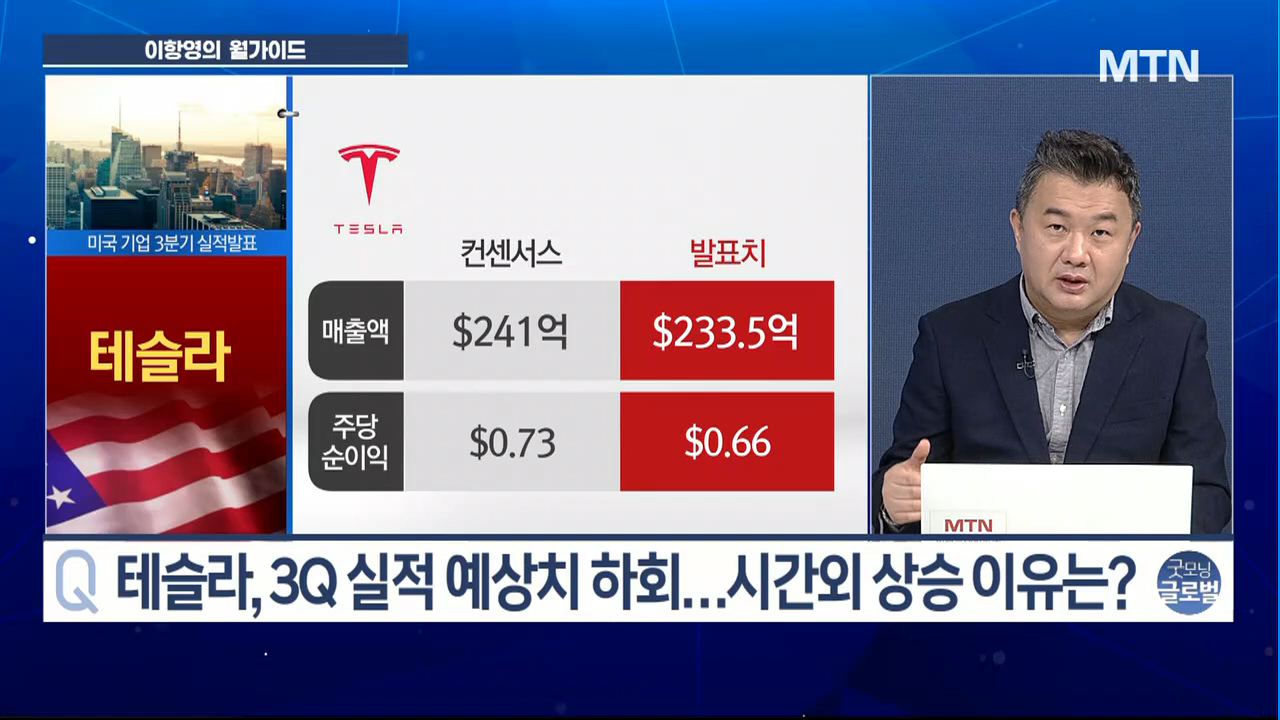 이항영의 월가이드
MTN
미국 기업 3분기 실적발표
테슬라
TESLA
컨센서스 발표치
매출액 $241억 $233.5억
주당
순이익 $0.73 $0.66
MTN
Q 테슬라, 3Q 실적 예상치 하회...시간외 상승 이유는?
굿모닝
글로벌